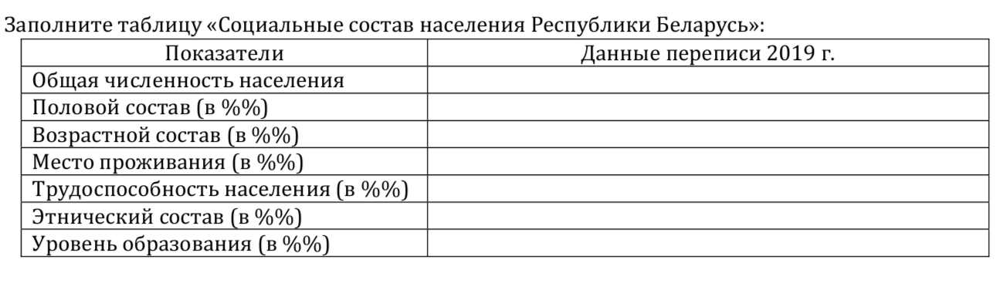 Заполните таблицу «Социальные состав населения Республики Беларусь»:
Показатели Данные переписи 2019 г.
Общая численность населения
Половой состав (в %%)
Возрастной состав (в %%)
Место проживания (в %%)
Трудоспособность населения (в %%)
Этнический состав (в %%)
Уровень образования (в %%)